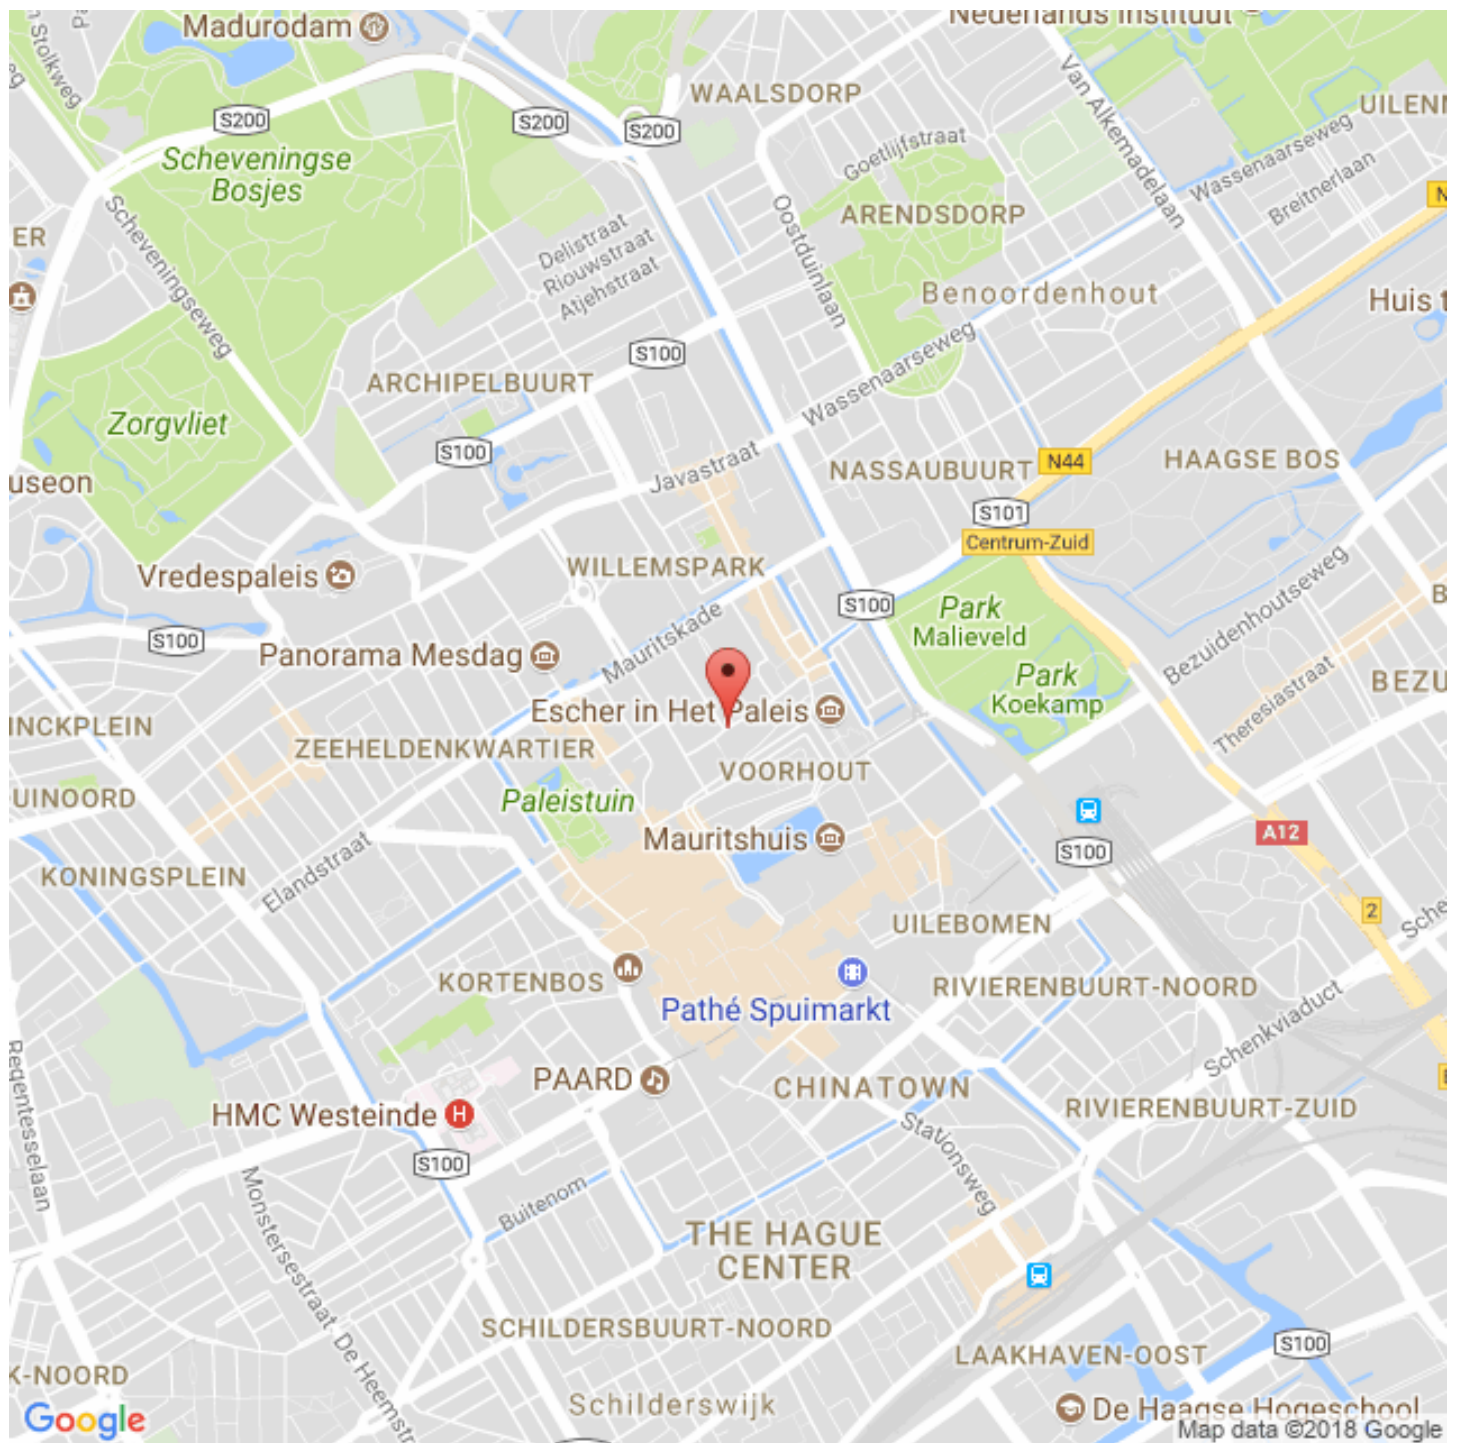 Madurodam
Nederlands Instituut
Stolkweg
WAALSDORP
Van Alkemadelaan
UILENN
S200
S200
S200
Goetlijfstraat
Wassenaarseweg
Breitnerlaan
Scheveningse
Bosjes
Scheveningseweg
Oostduinlaan
ARENDSDORP
N
ER
Delistraat
Riouwstraat
Atjehstraat
Benoordenhout
Huis t
S100
Wassenaarseweg
ARCHIPELBUURT
Zorgvliet
S100
Javastraat
NASSAUBUURT
N44
HAAGSE BOS
useon
S101
Centrum-Zuid
Vredespaleis
WILLEMSPARK
S100
Park
Malieveld
Bezuidenhoutseweg
B
S100
Panorama Mesdag
Mauritskade
Park
Koekamp
Theresiastraat
BEZU
Escher in Het Paleis
INCKPLEIN
ZEEHELDENKWARTIER
VOORHOUT
UINOORD
Paleistuin
Mauritshuis
S100
A12
KONINGSPLEIN
Elandstraat
2
UILEBOMEN
Sche
KORTENBOS
RIVIERENBUURT-NOORD
Pathé Spuimarkt
Schenkviaduct
Regentesselaan
PAARD
CHINATOWN
HMC Westeinde
H
RIVIERENBUURT-ZUID
Stationsweg
S100
Monstersestraat
Buitenom
THE HAGUE
CENTER
De Heemstr
SCHILDERSBUURT-NOORD
S100
LAAKHAVEN-OOST
K-NOORD
Schilderswijk
De Haagse Hogeschool
Google
Map data ©2018 Google